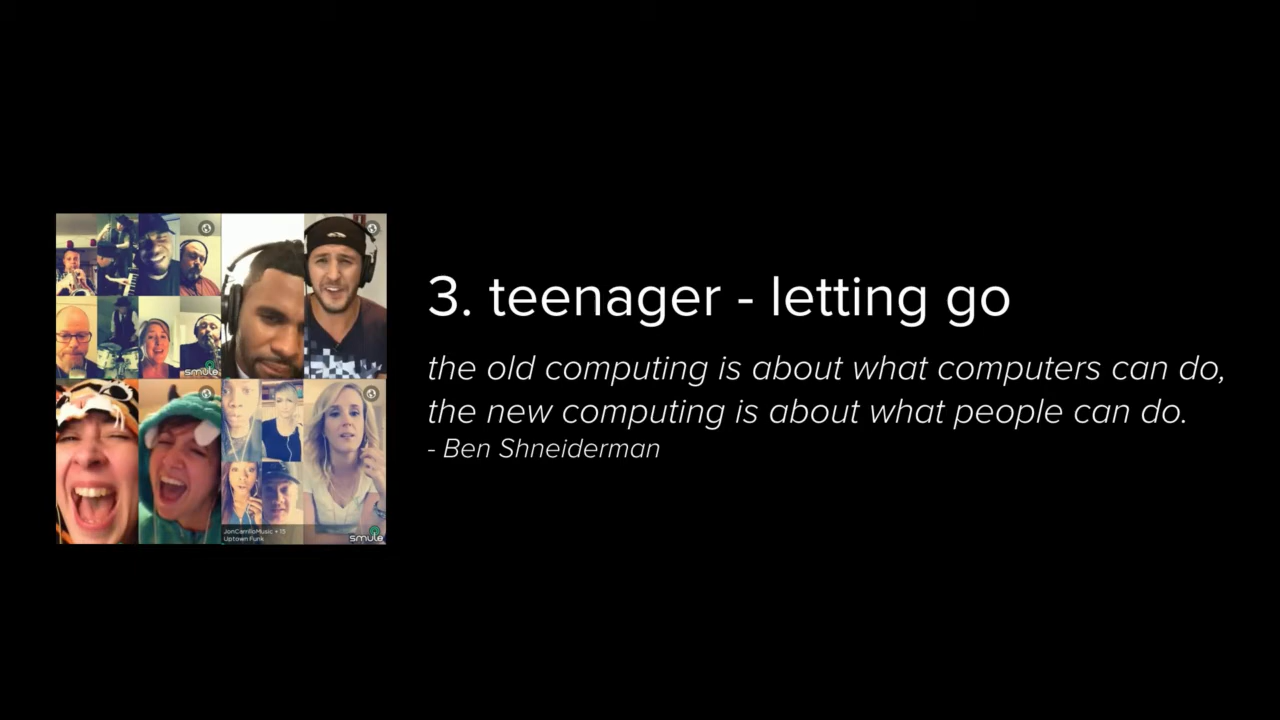 3. teenager - letting go
the old computing is about what computers can do,
the new computing is about what people can do.
- Ben Shneiderman
smule
JonCarrilloMusic + 15
Uptown Funk
smule